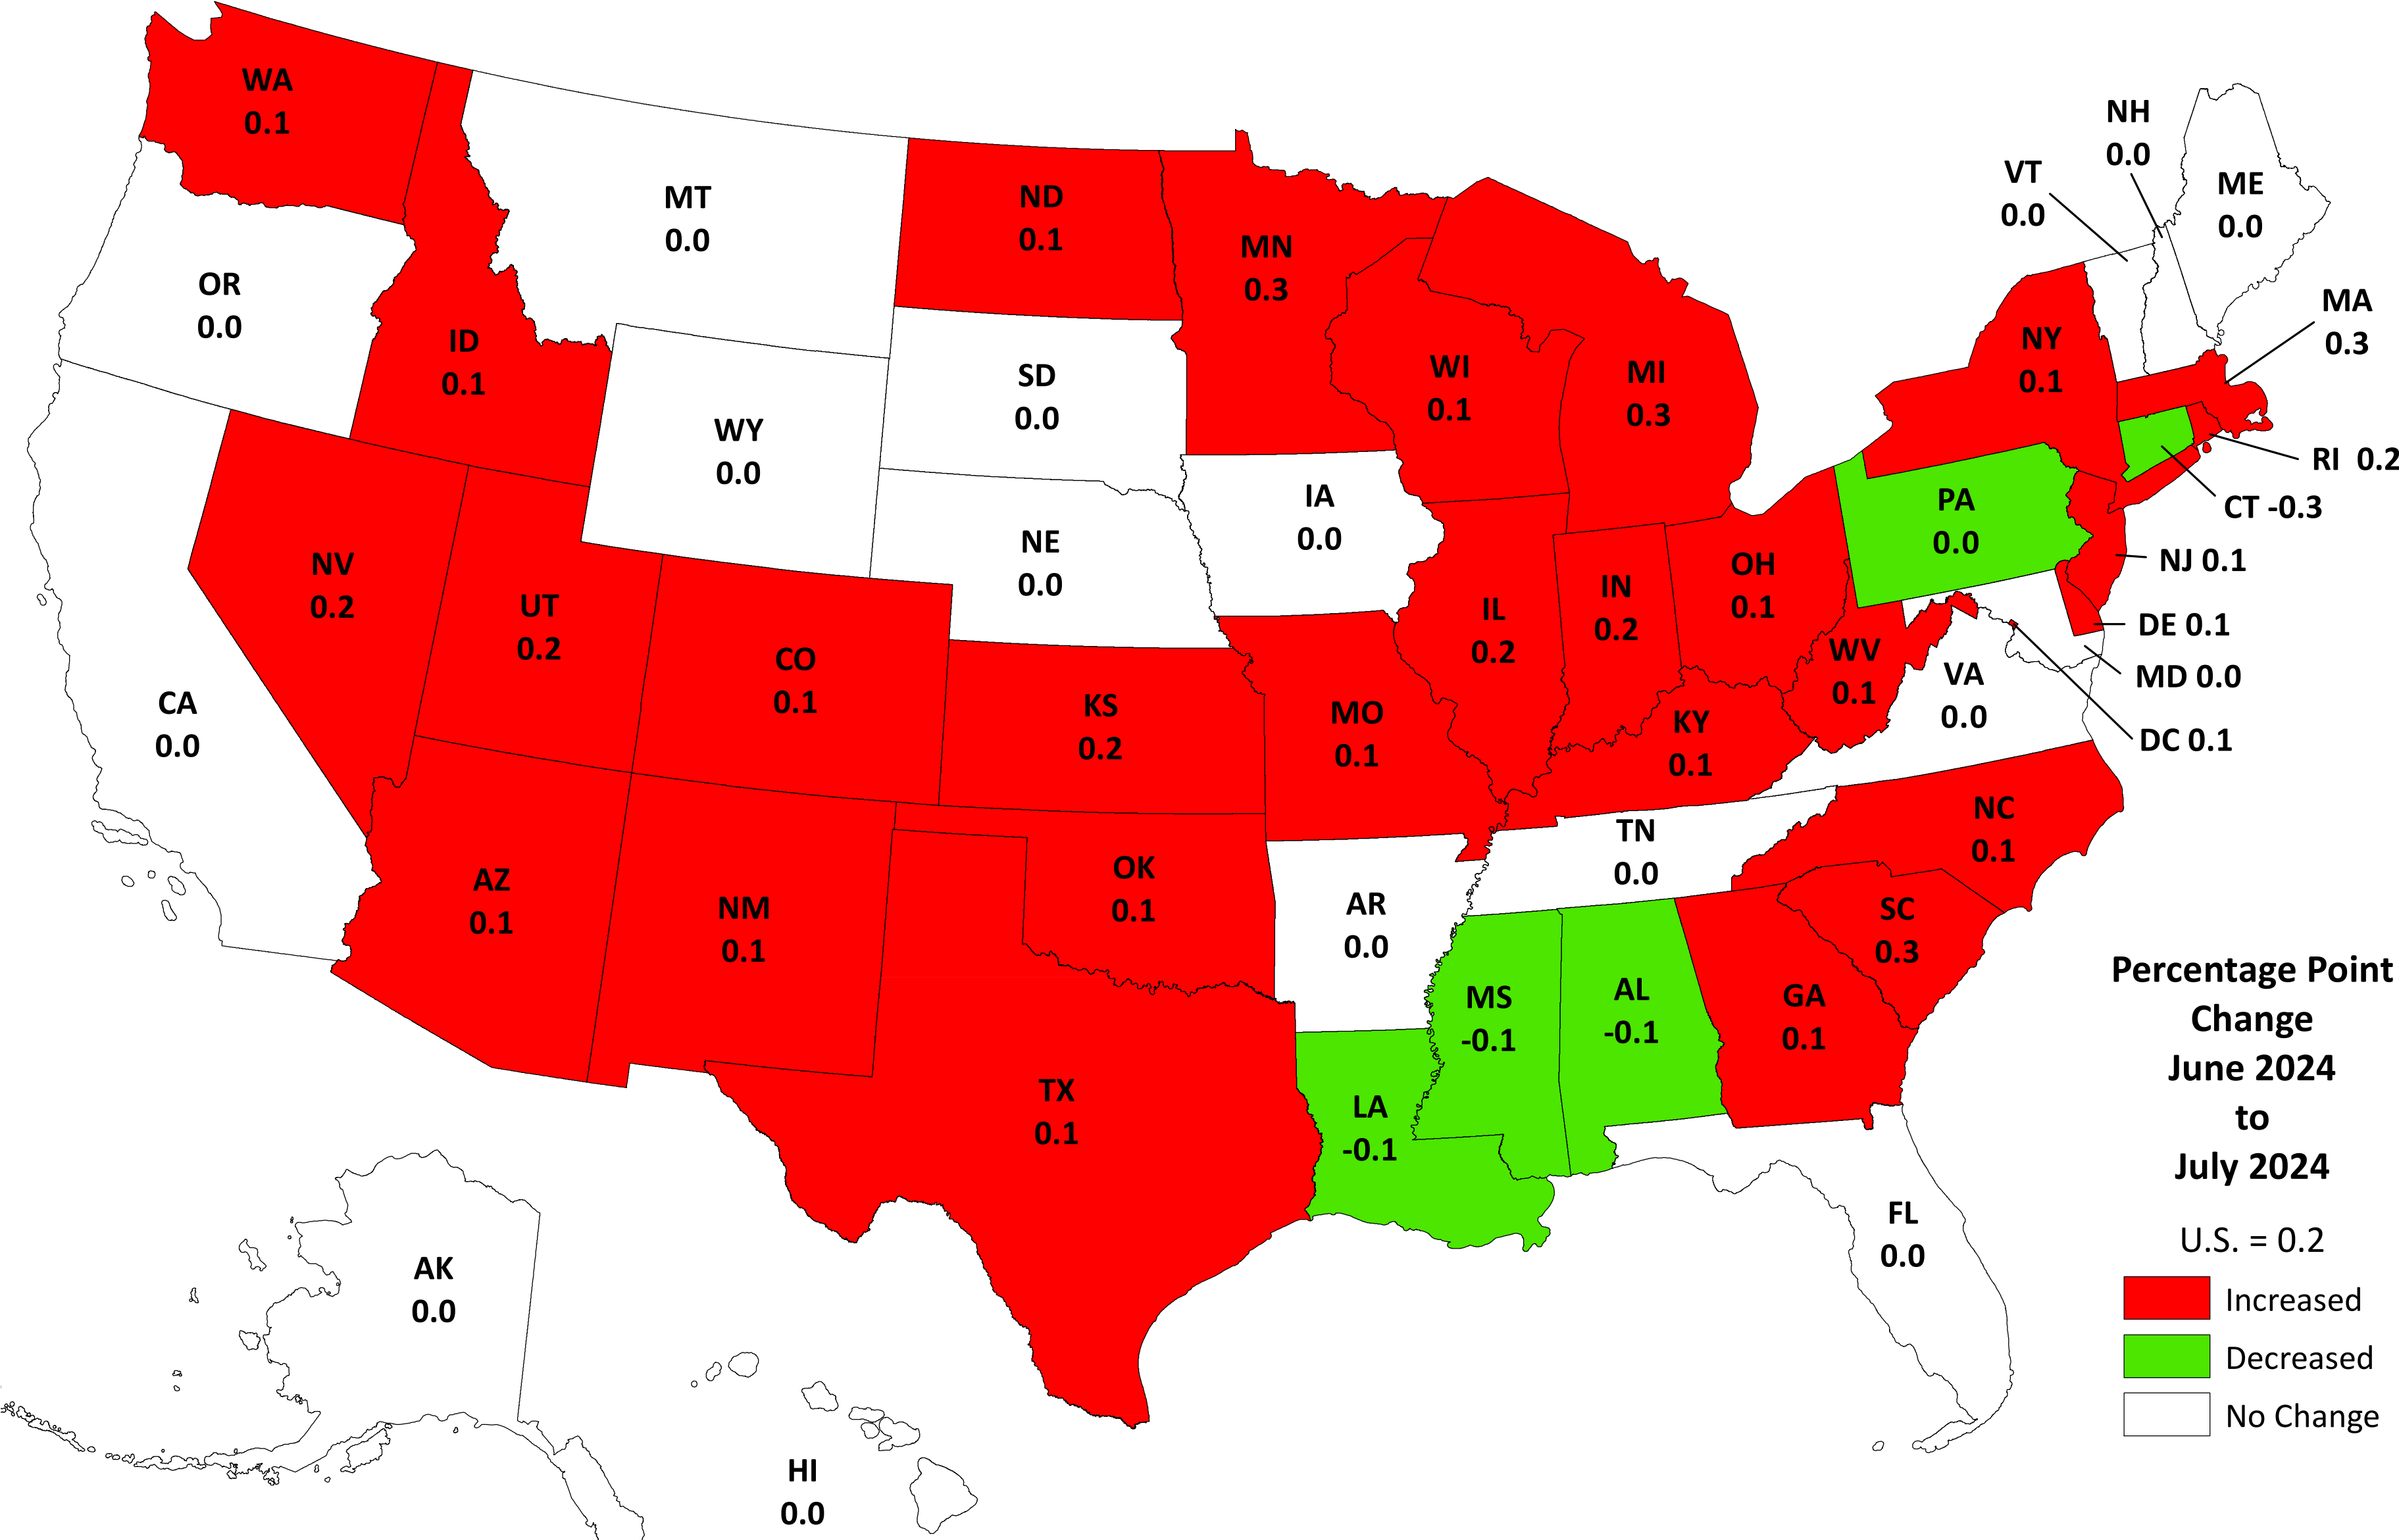 WA
0.1
MT
0.0
ND
0.1
MN
0.3
OR
0.0
ID
0.1
SD
0.0
WY
0.0
WI
0.1
MI
0.3
NH
0.0
VT
0.0
ME
0.0
MA
0.3
NY
0.1
RI 0.2
CT -0.3
PA
0.0
NJ 0.1
DE 0.1
MD 0.0
DC 0.1
IA
0.0
NE
0.0
NV
0.2
UT
0.2
CO
0.1
CA
0.0
KS
0.2
MO
0.1
IL
0.2
IN
0.2
OH
0.1
WV
0.1
VA
0.0
KY
0.1
TN
0.0
NC
0.1
SC
0.3
AZ
0.1
NM
0.1
OK
0.1
AR
0.0
MS
-0.1
AL
-0.1
GA
0.1
TX
0.1
LA
-0.1
FL
0.0
AK
0.0
HI
0.0
Percentage Point
Change
June 2024
to
July 2024
U.S. = 0.2
Increased
Decreased
No Change